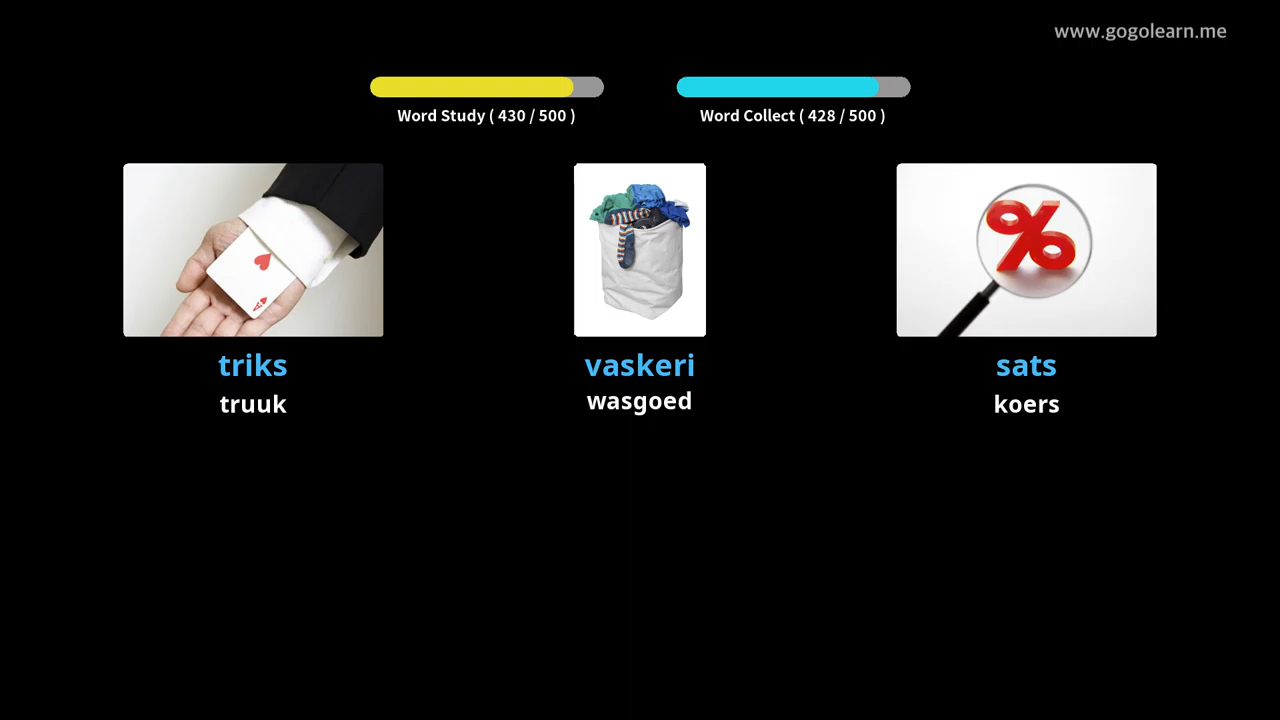 www.gogolearn.me
Word Study ( 430 / 500 )
Word Collect ( 428 / 500 )
triks
vaskeri
sats
truuk
wasgoed
koers